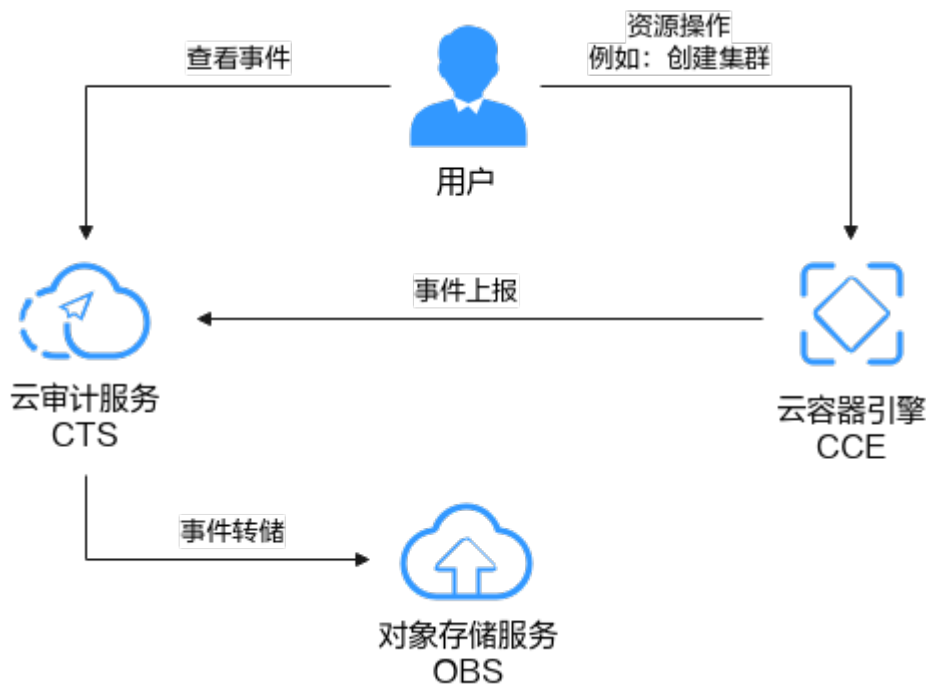 查看事件
资源操作
例如：创建集群
用户
事件上报
云审计服务
CTS
云容器引擎
CCE
事件转储
对象存储服务
OBS